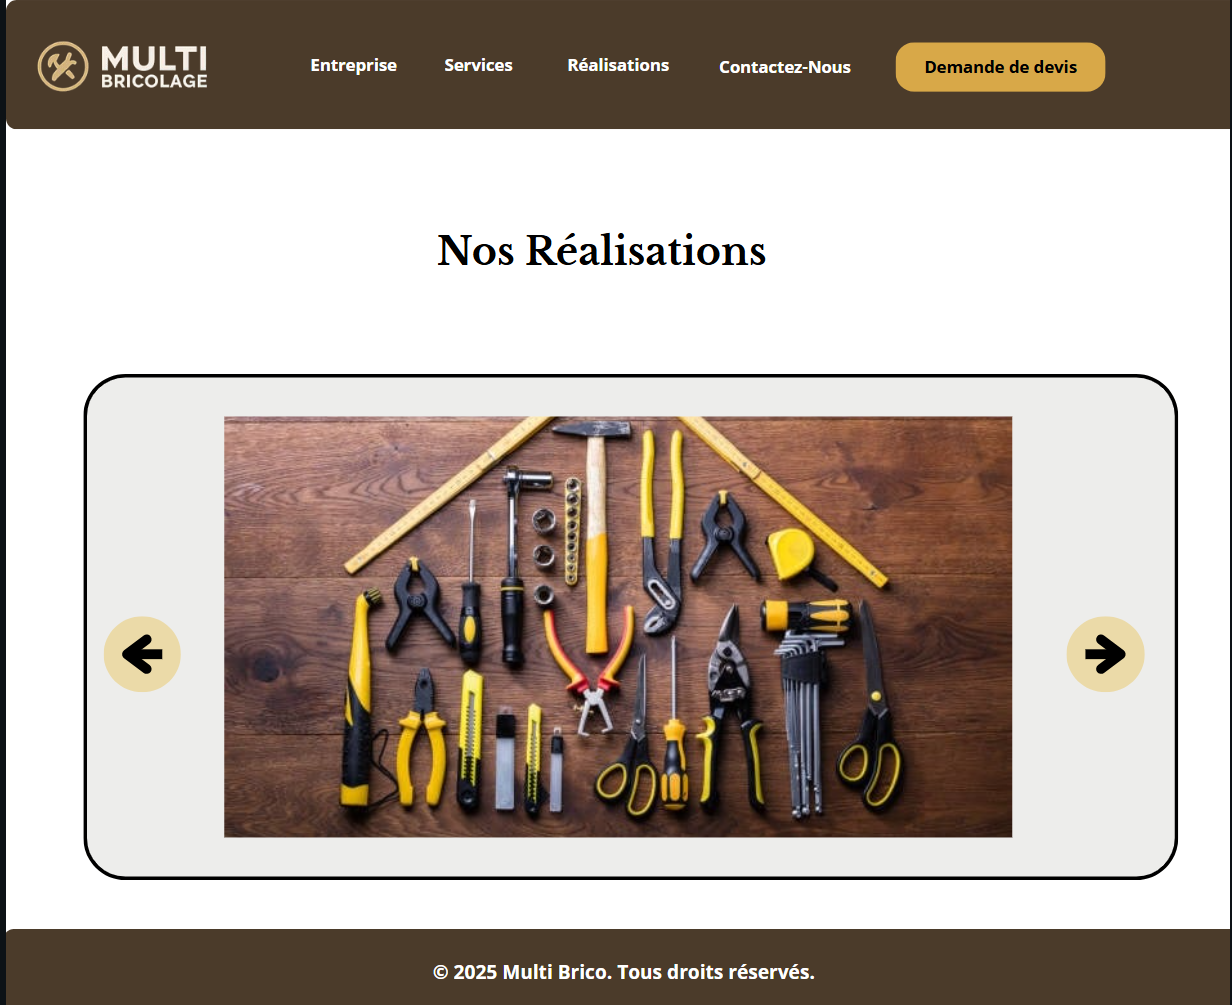 MULTI
BRICOLAGE
Entreprise
Services
Réalisations
Contactez-Nous
Demande de devis
Nos Réalisations
© 2025 Multi Brico. Tous droits réservés.